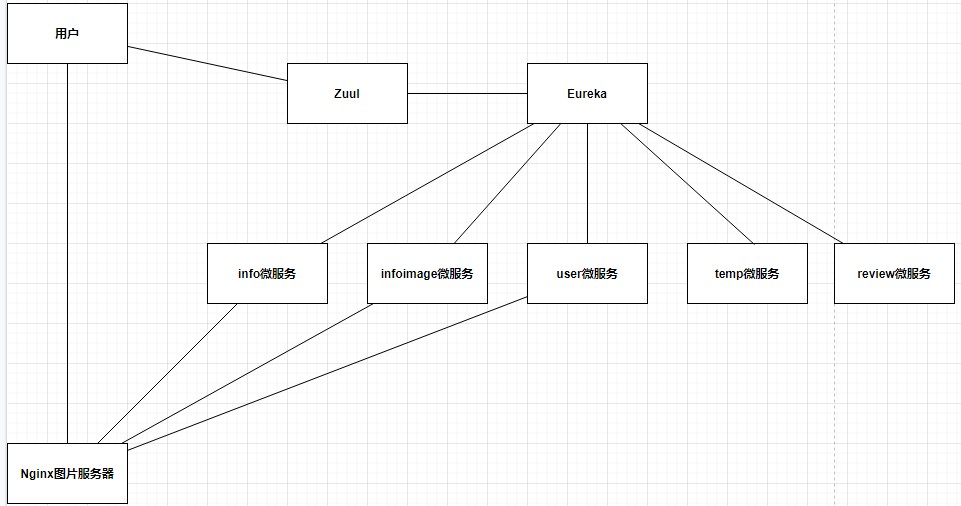 用户
Zuul
Eureka
info微服务
infoimage微服务
user微服务
temp微服务
review微服务
Nginx图片服务器